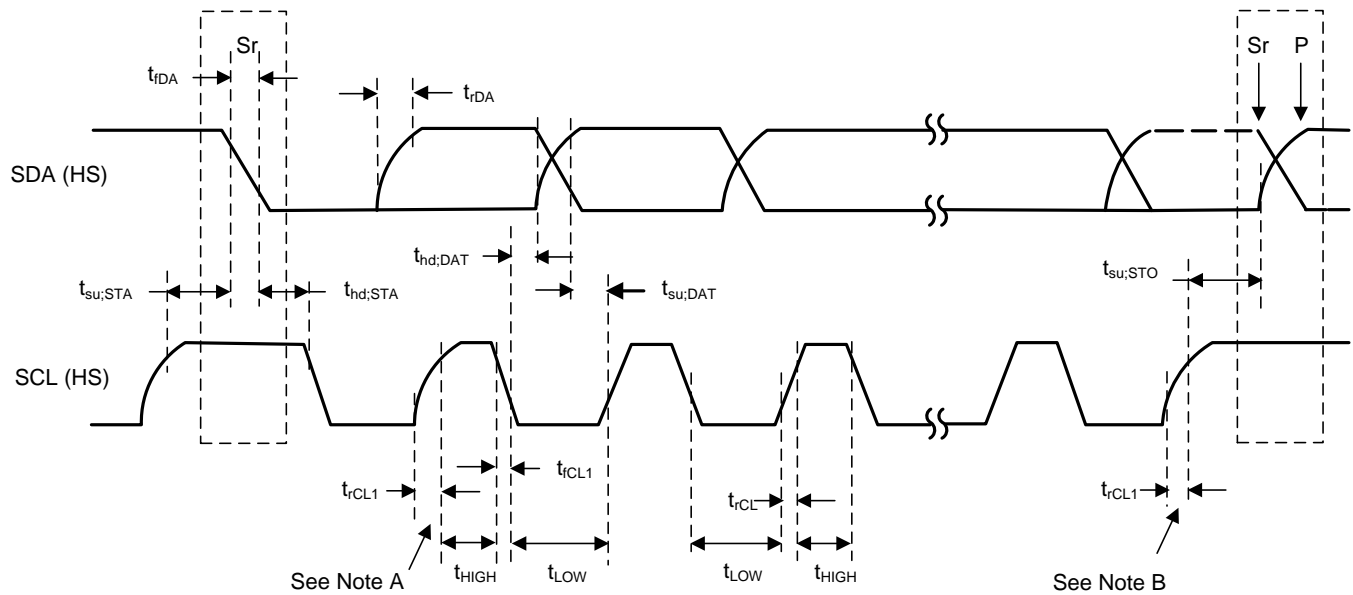 Sr
Sr P
tfDA
trDA
SDA (HS)
thd;DAT
tsu;STO
tsu;STA
thd;STA
tsu;DAT
SCL (HS)
tfCL1
trCL1
trCL
trCL1
tHIGH
tLOW
tLOW
tHIGH
See Note A
See Note B